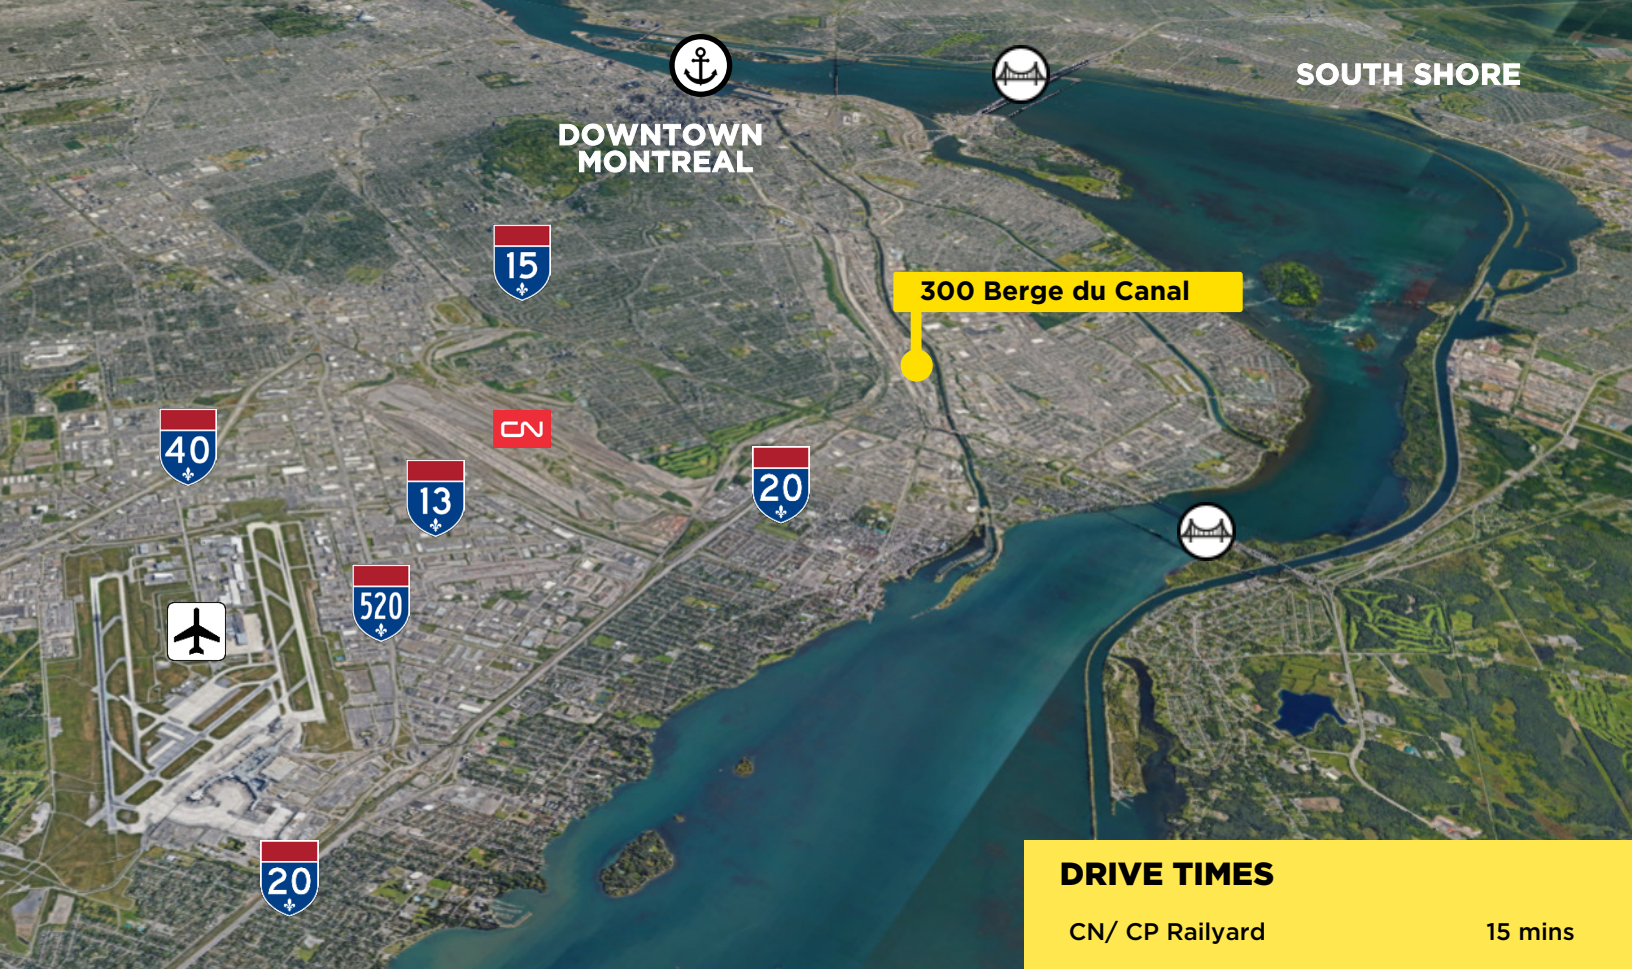 SOUTH SHORE
DOWNTOWN
MONTREAL
15
300 Berge du Canal
40
CN
13
20
520
20
DRIVE TIMES
CN/ CP Railyard 15 mins